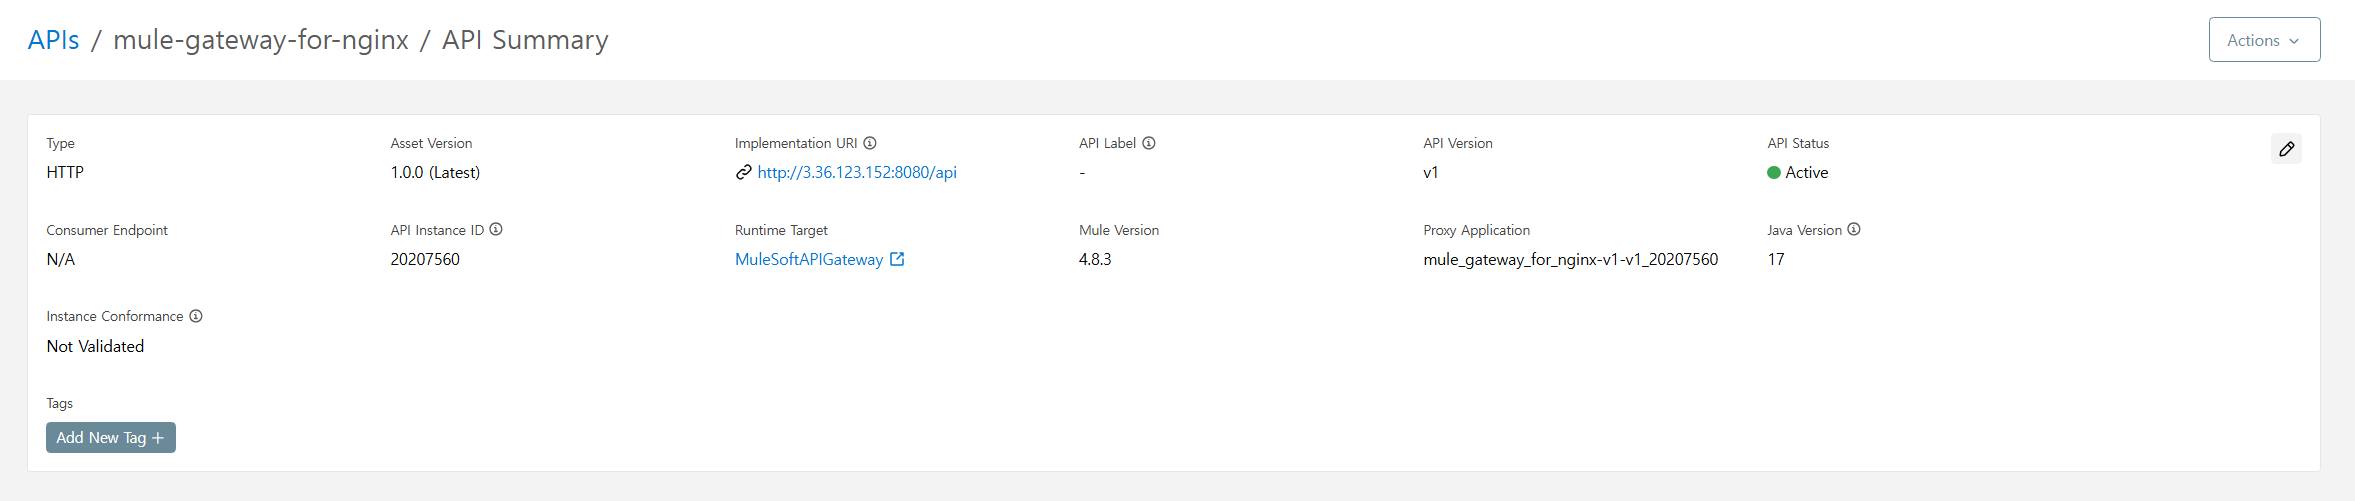 APIs / mule-gateway-for-nginx / API Summary
Actions
Type
HTTP
Asset Version
1.0.0 (Latest)
Implementation URI
http://3.36.123.152:8080/api
API Label
-
API Version
v1
API Status
Active
Consumer Endpoint
N/A
API Instance ID
20207560
Runtime Target
MuleSoftAPIGateway
Mule Version
4.8.3
Proxy Application
mule_gateway_for_nginx-v1-v1_20207560
Java Version
17
Instance Conformance
Not Validated
Tags
Add New Tag +